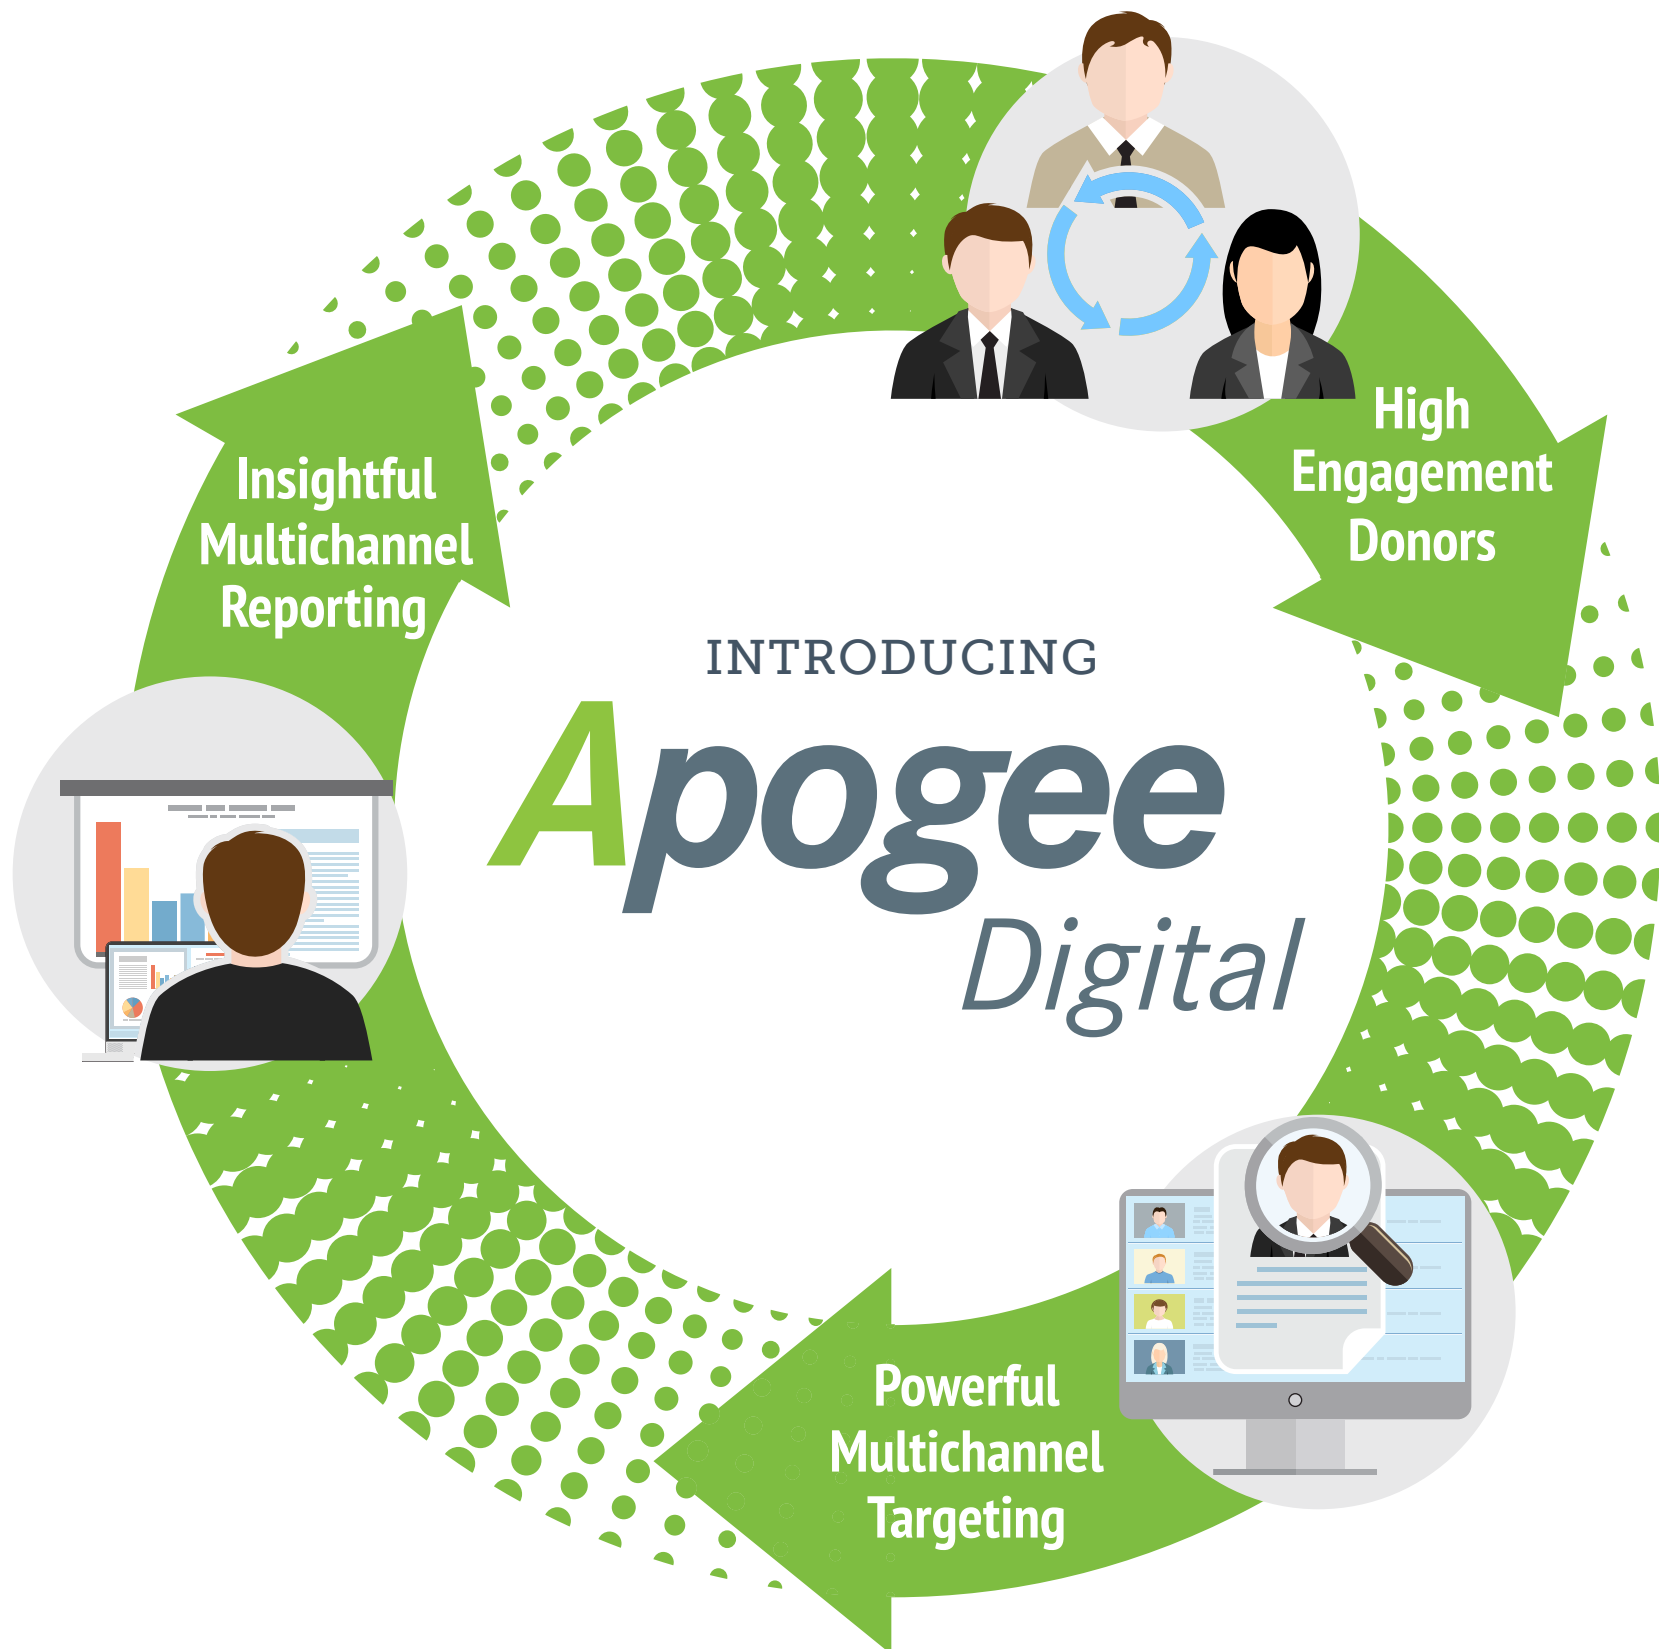 INTRODUCING
Apogee
Digital
High
Engagement
Donors
Powerful
Multichannel
Targeting
Insightful
Multichannel
Reporting